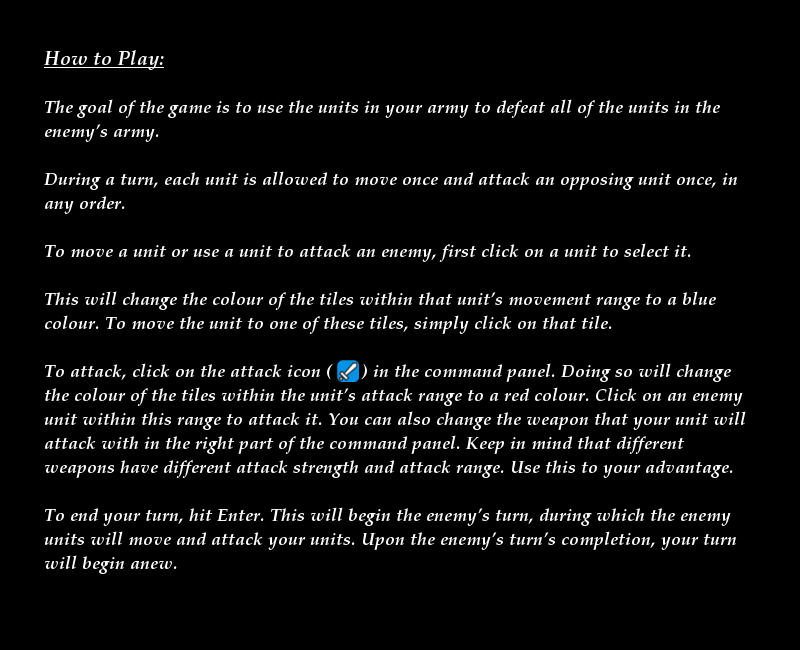 How to Play:
The goal of the game is to use the units in your army to defeat all of the units in the
enemy's army.
During a turn, each unit is allowed to move once and attack an opposing unit once, in
any order.
To move a unit or use a unit to attack an enemy, first click on a unit to select it.
This will change the colour of the tiles within that unit's movement range to a blue
colour. To move the unit to one of these tiles, simply click on that tile.
To attack, click on the attack icon ( ) in the command panel. Doing so will change
the colour of the tiles within the unit's attack range to a red colour. Click on an enemy
unit within this range to attack it. You can also change the weapon that your unit will
attack with in the right part of the command panel. Keep in mind that different
weapons have different attack strength and attack range. Use this to your advantage.
To end your turn, hit Enter. This will begin the enemy's turn, during which the enemy
units will move and attack your units. Upon the enemy's turn's completion, your turn
will begin anew.